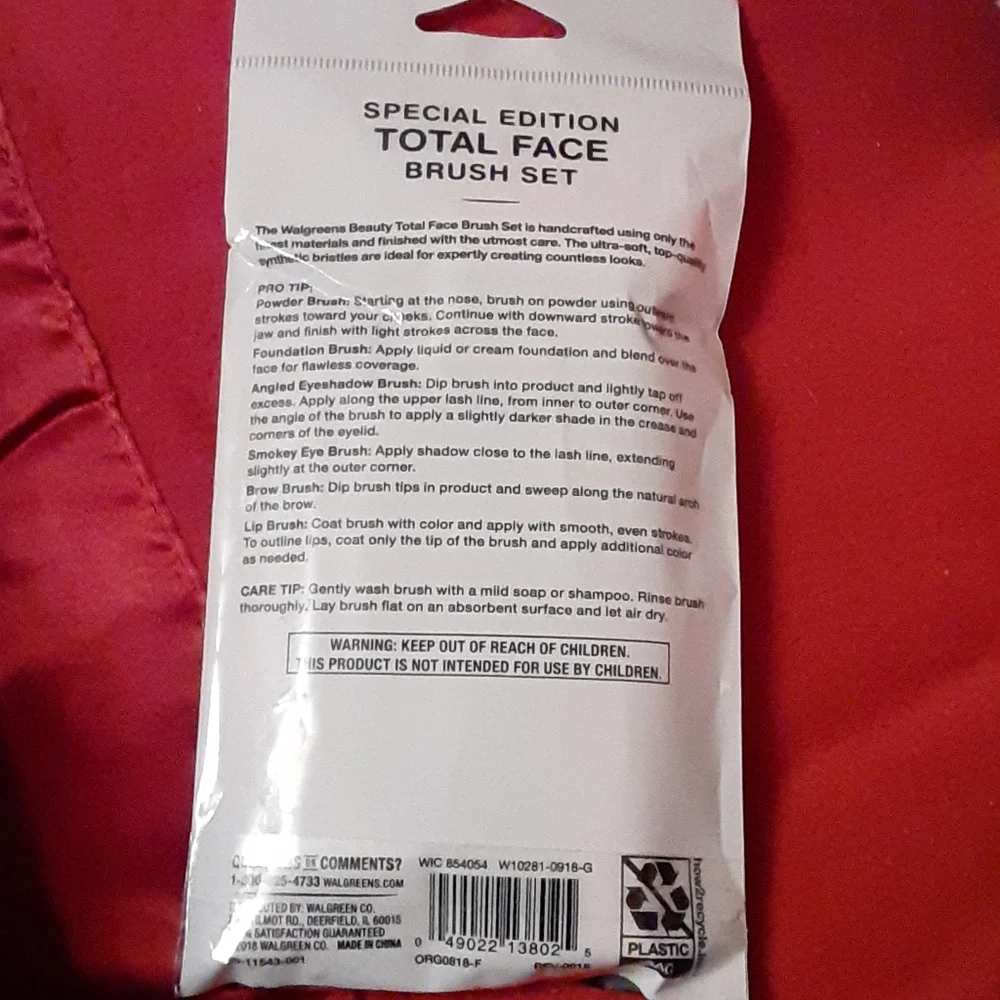 SPECIAL EDITION
TOTAL FACE
BRUSH SET
The Walgreens Beauty Total Face Brush Set is handcrafted using only the
finest materials and finished with the utmost care. The ultra-soft, top-quality
synthetic bristles are ideal for expertly creating countless looks.
PRO TIP:
Powder Brush: Starting at the nose, brush on powder using outward
strokes toward your cheeks. Continue with downward strokes the
jaw and finish with light strokes across the face.
Foundation Brush: Apply liquid or cream foundation and blend over the
face for flawless coverage.
Angled Eyeshadow Brush: Dip brush into product and lightly tap off
excess. Apply along the upper lash line, from inner to outer corner. Use
the angle of the brush to apply a slightly darker shade in the crease and
corners of the eyelid.
Smokey Eye Brush: Apply shadow close to the lash line, extending
slightly at the outer corner.
Brow Brush: Dip brush tips in product and sweep along the natural arch
of the brow.
Lip Brush: Coat brush with color and apply with smooth, even strokes.
To outline lips, coat only the tip of the brush and apply additional color
as needed.
CARE TIP: Gently wash brush with a mild soap or shampoo. Rinse brush
thoroughly. Lay brush flat on an absorbent surface and let air dry.
WARNING: KEEP OUT OF REACH OF CHILDREN.
THIS PRODUCT IS NOT INTENDED FOR USE BY CHILDREN.
OR COMMENTS?
WALGREENS.COM
BY: WALGREEN CO.
RD., DEERFIELD, IL 60015
SATISFACTION GUARANTEED
WALGREEN CO. MADE IN CHINA
WIC 854054 W10281-0918-G
0 49022 13802 5
ORG0818-F
how2recycle
PLASTIC